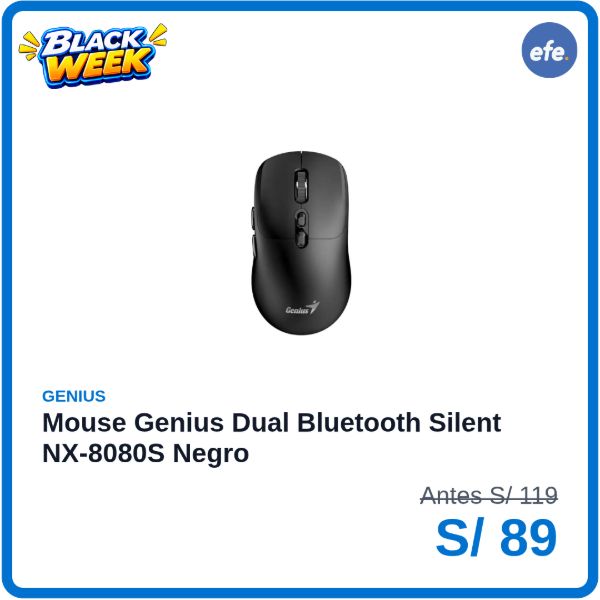 BLACK
WEEK
efe.
Genius
GENIUS
Mouse Genius Dual Bluetooth Silent
NX-8080S Negro
Antes S/ 119
S/ 89